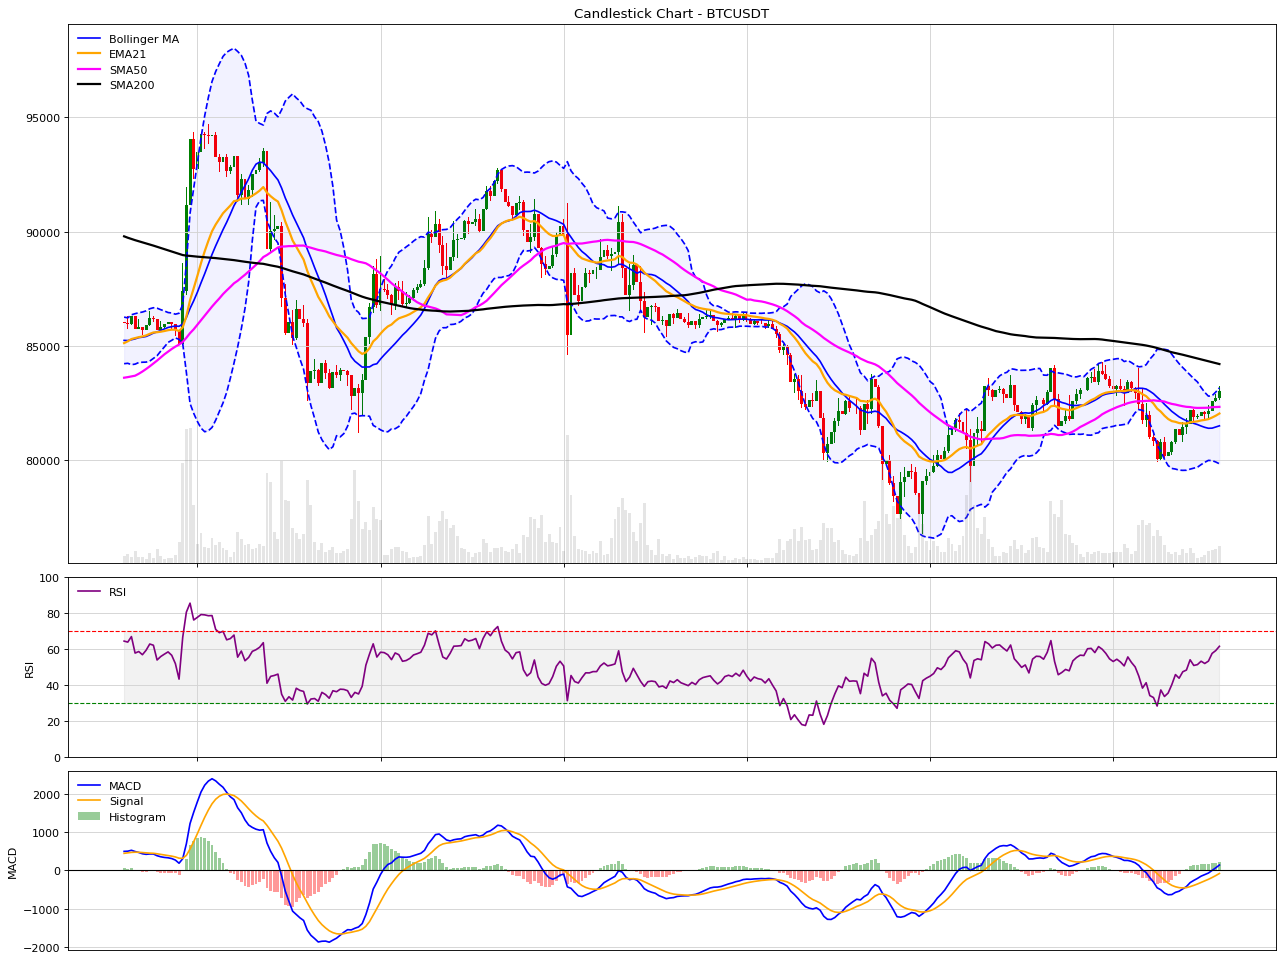 Candlestick Chart - BTCUSDT
Bollinger MA
EMA21
SMA50
SMA200
95000
90000
85000
80000
100
80
60
40
20
0
RSI
RSI
2000
1000
0
−1000
−2000
MACD
MACD
Signal
Histogram